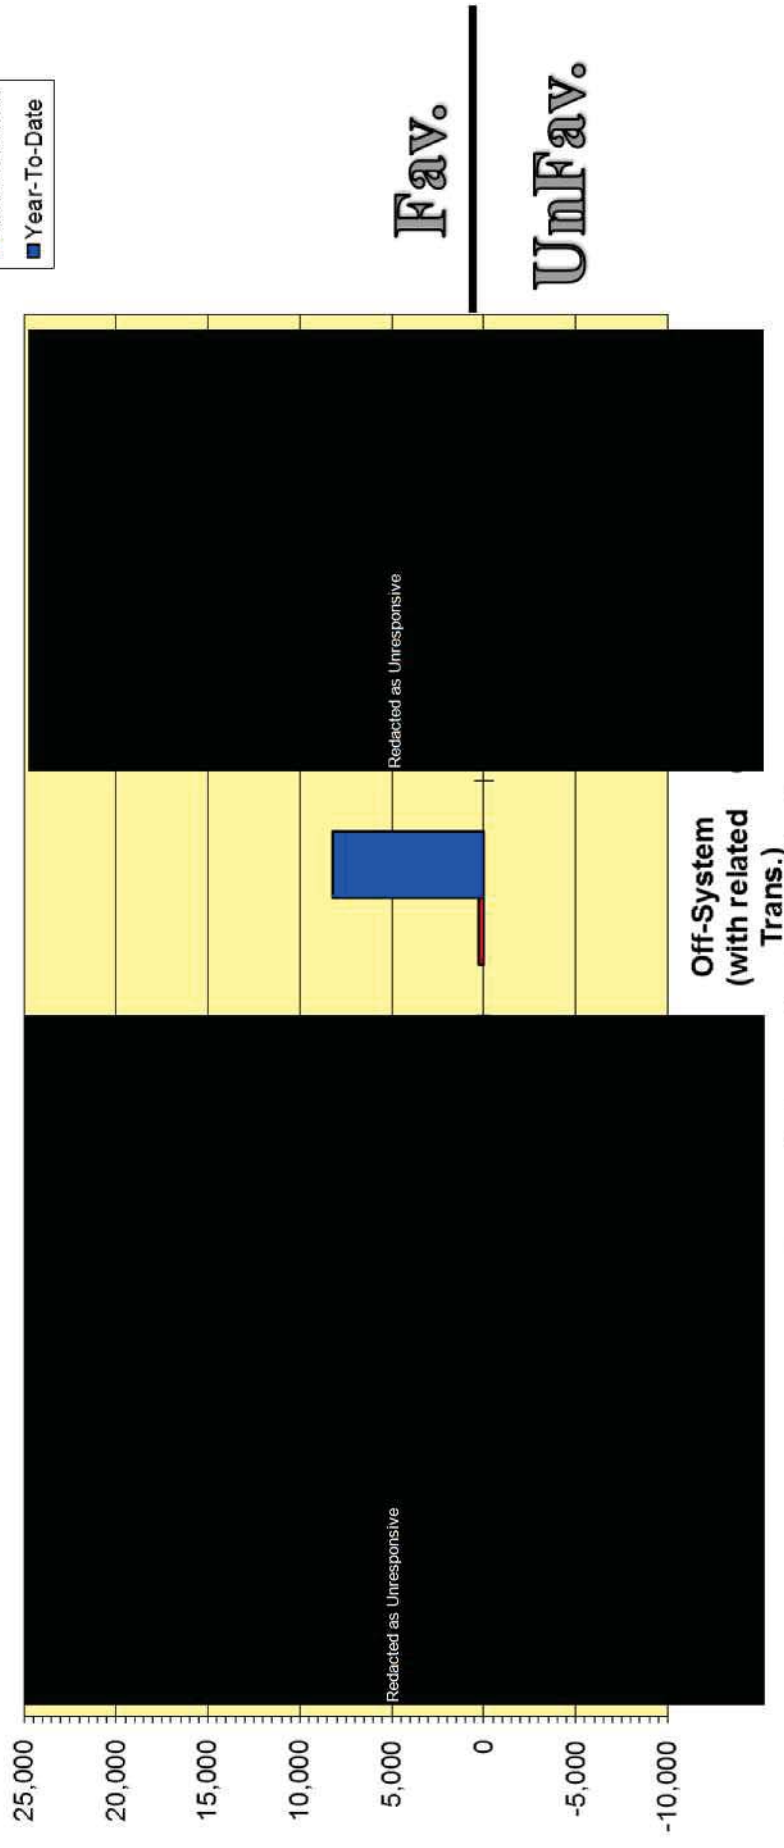 Year-To-Date
25,000
20,000
15,000
10,000
5,000
0
-5,000
-10,000
Redacted as Unresponsive
Redacted as Unresponsive
Off-System
(with related
Trans.)
Fav.
UnFav.